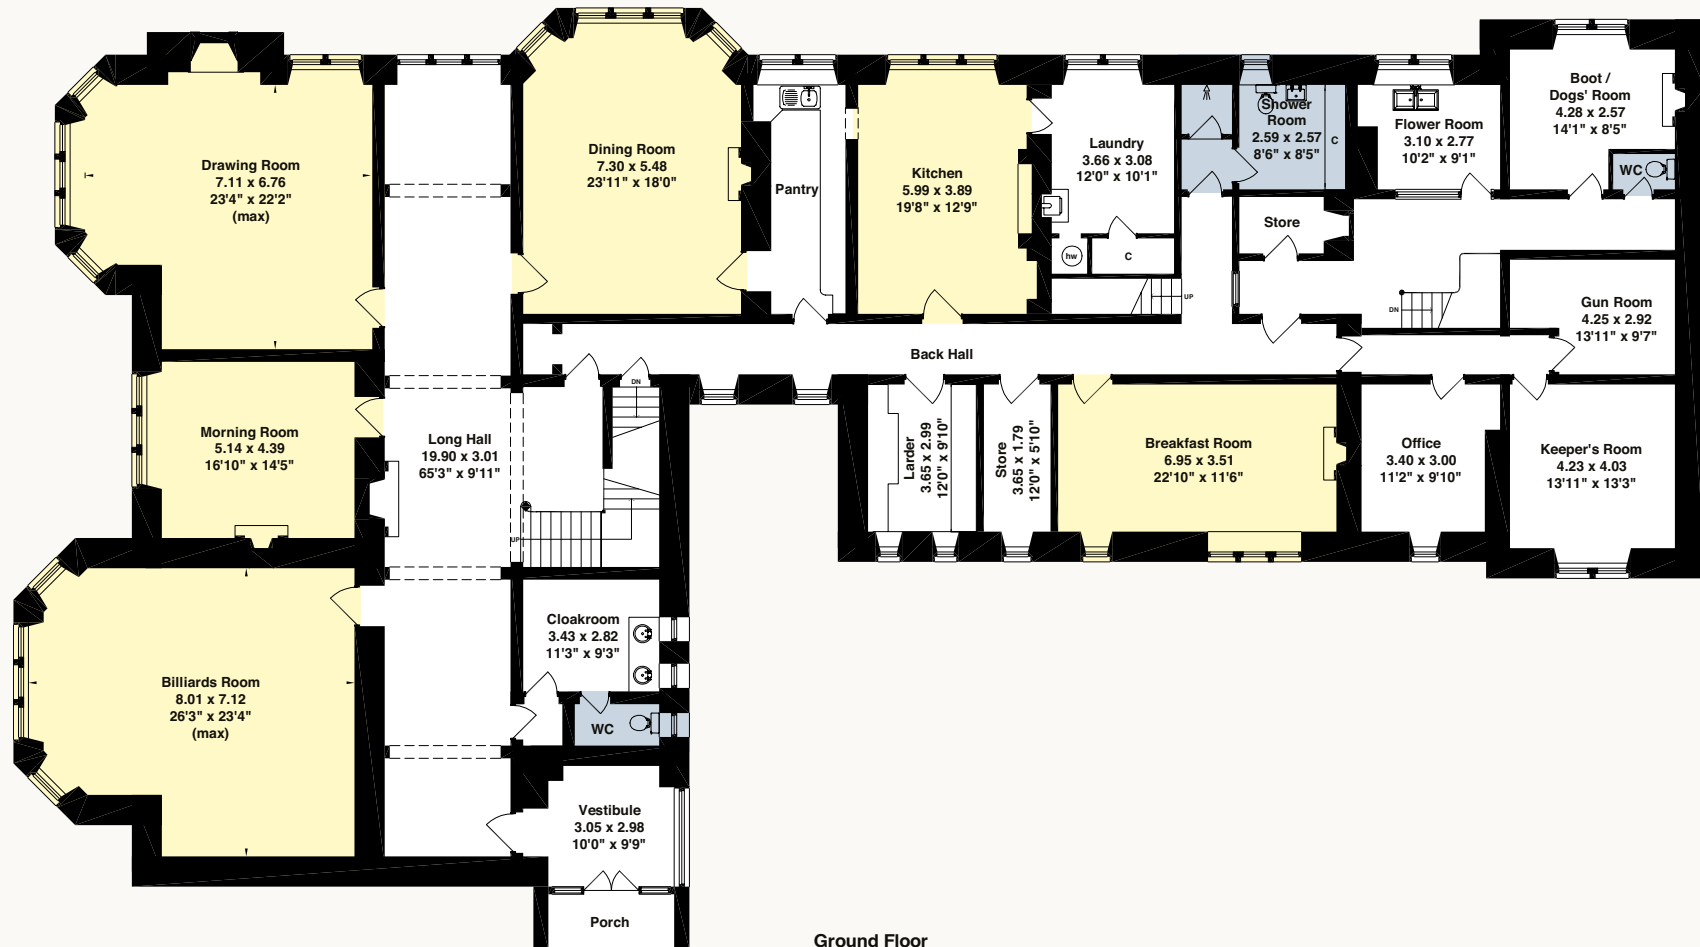 Drawing Room
7.11 x 6.76
23'4" x 22'2"
(max)
Dining Room
7.30 x 5.48
23'11" x 18'0"
Pantry
Kitchen
5.99 x 3.89
19'8" x 12'9"
Laundry
3.66 x 3.08
12'0" x 10'1"
hw
C
UP
Shower
Room
2.59 x 2.57
8'6" x 8'5"
C
Flower Room
3.10 x 2.77
10'2" x 9'1"
Boot /
Dogs' Room
4.28 x 2.57
14'1" x 8'5"
WC
Store
DN
Gun Room
4.25 x 2.92
13'11" x 9'7"
Back Hall
Morning Room
5.14 x 4.39
16'10" x 14'5"
Long Hall
19.90 x 3.01
65'3" x 9'11"
DN
UP
Larder
3.65 x 2.99
12'0" x 9'10"
Store
3.65 x 1.79
12'0" x 5'10"
Breakfast Room
6.95 x 3.51
22'10" x 11'6"
Office
3.40 x 3.00
11'2" x 9'10"
Keeper's Room
4.23 x 4.03
13'11" x 13'3"
Billiards Room
8.01 x 7.12
26'3" x 23'4"
(max)
Cloakroom
3.43 x 2.82
11'3" x 9'3"
WC
Vestibule
3.05 x 2.98
10'0" x 9'9"
Porch
Ground Floor